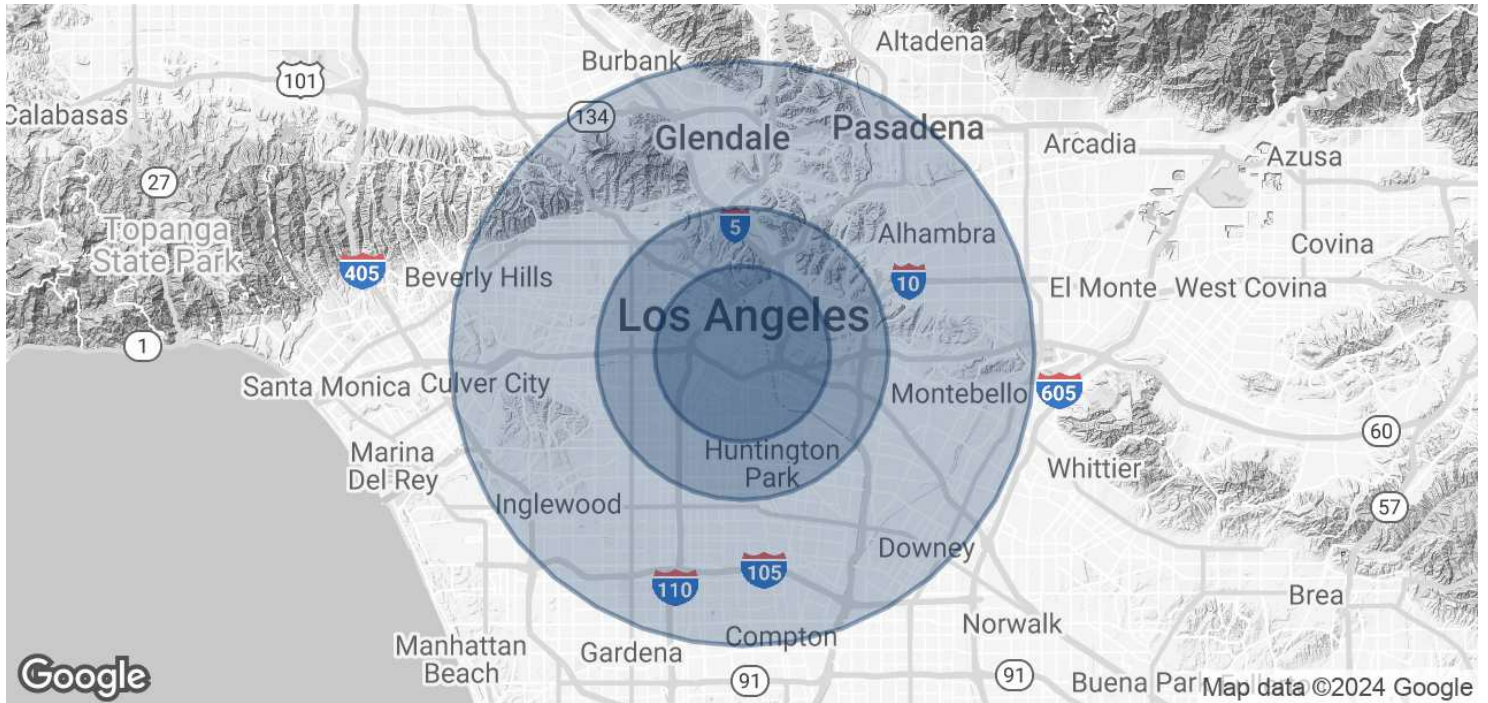 Altadena
Burbank
101
Calabasas
134
Glendale
Pasadena
Arcadia
Azusa
27
Topanga
State Park
5
Alhambra
Covina
405
Beverly Hills
10
El Monte
West Covina
Los Angeles
1
Santa Monica
Culver City
Montebello
605
60
Huntington
Park
Marina
Del Rey
Whittier
Inglewood
57
Downey
105
110
Brea
Norwalk
Compton
Manhattan
Beach
Gardena
91
91
Buena Park
Google
Map data ©2024 Google